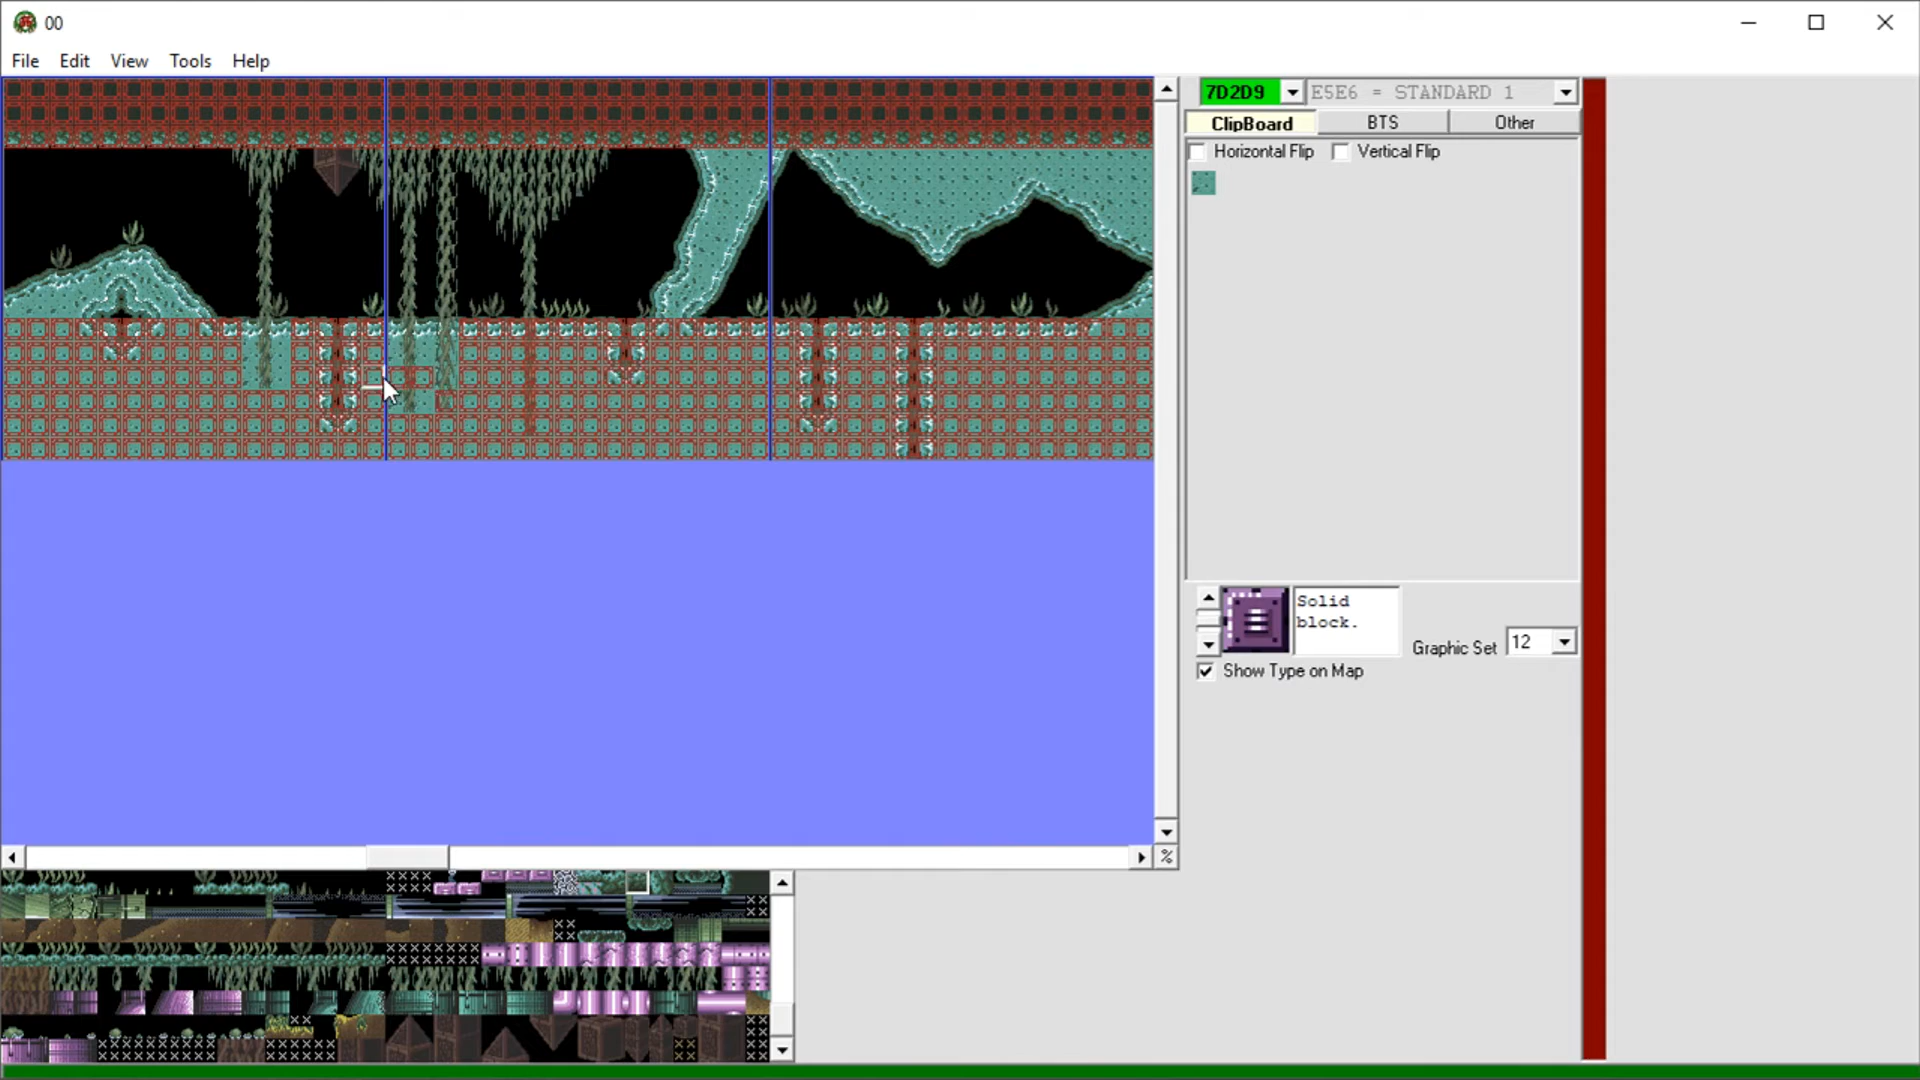 00
File Edit View Tools Help
7D2D9 E5E6 = STANDARD 1
ClipBoard BTS Other
Horizontal Flip Vertical Flip
Solid
block.
Graphic Set 12
Show Type on Map
%